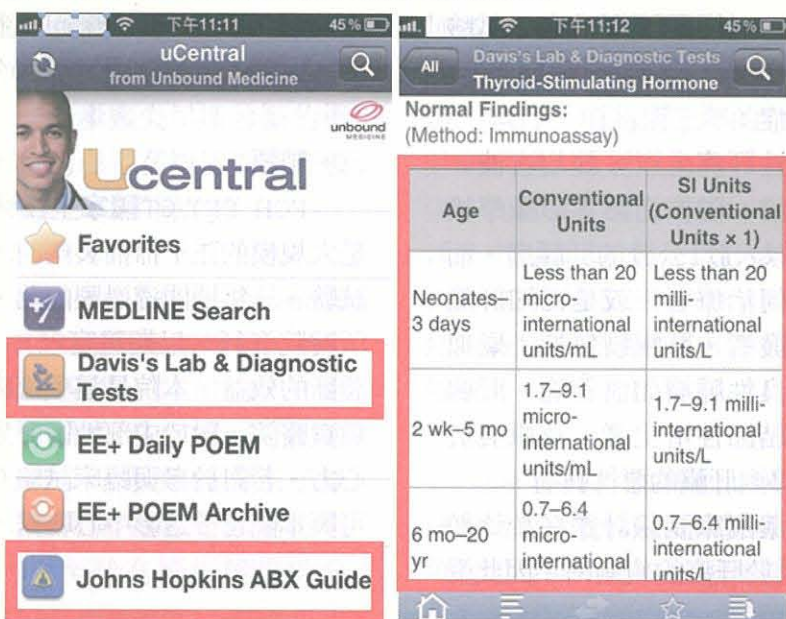 下午11:11
45%
uCentral
from Unbound Medicine
unbound
MEDICINE
Ucentral
Favorites
MEDLINE Search
Davis's Lab & Diagnostic
Tests
EE+ Daily POEM
EE+ POEM Archive
Johns Hopkins ABX Guide
下午11:12
45%
All
Davis's Lab & Diagnostic Tests
Thyroid-Stimulating Hormone
Normal Findings:
(Method: Immunoassay)
Age
Conventional
Units
SI Units
(Conventional
Units × 1)
Neonates–
3 days
Less than 20
micro-
international
units/mL
Less than 20
milli-
international
units/L
2 wk–5 mo
1.7–9.1
micro-
international
units/mL
1.7–9.1 milli-
international
units/L
6 mo–20
yr
0.7–6.4
micro-
international
0.7–6.4 milli-
international
units/L